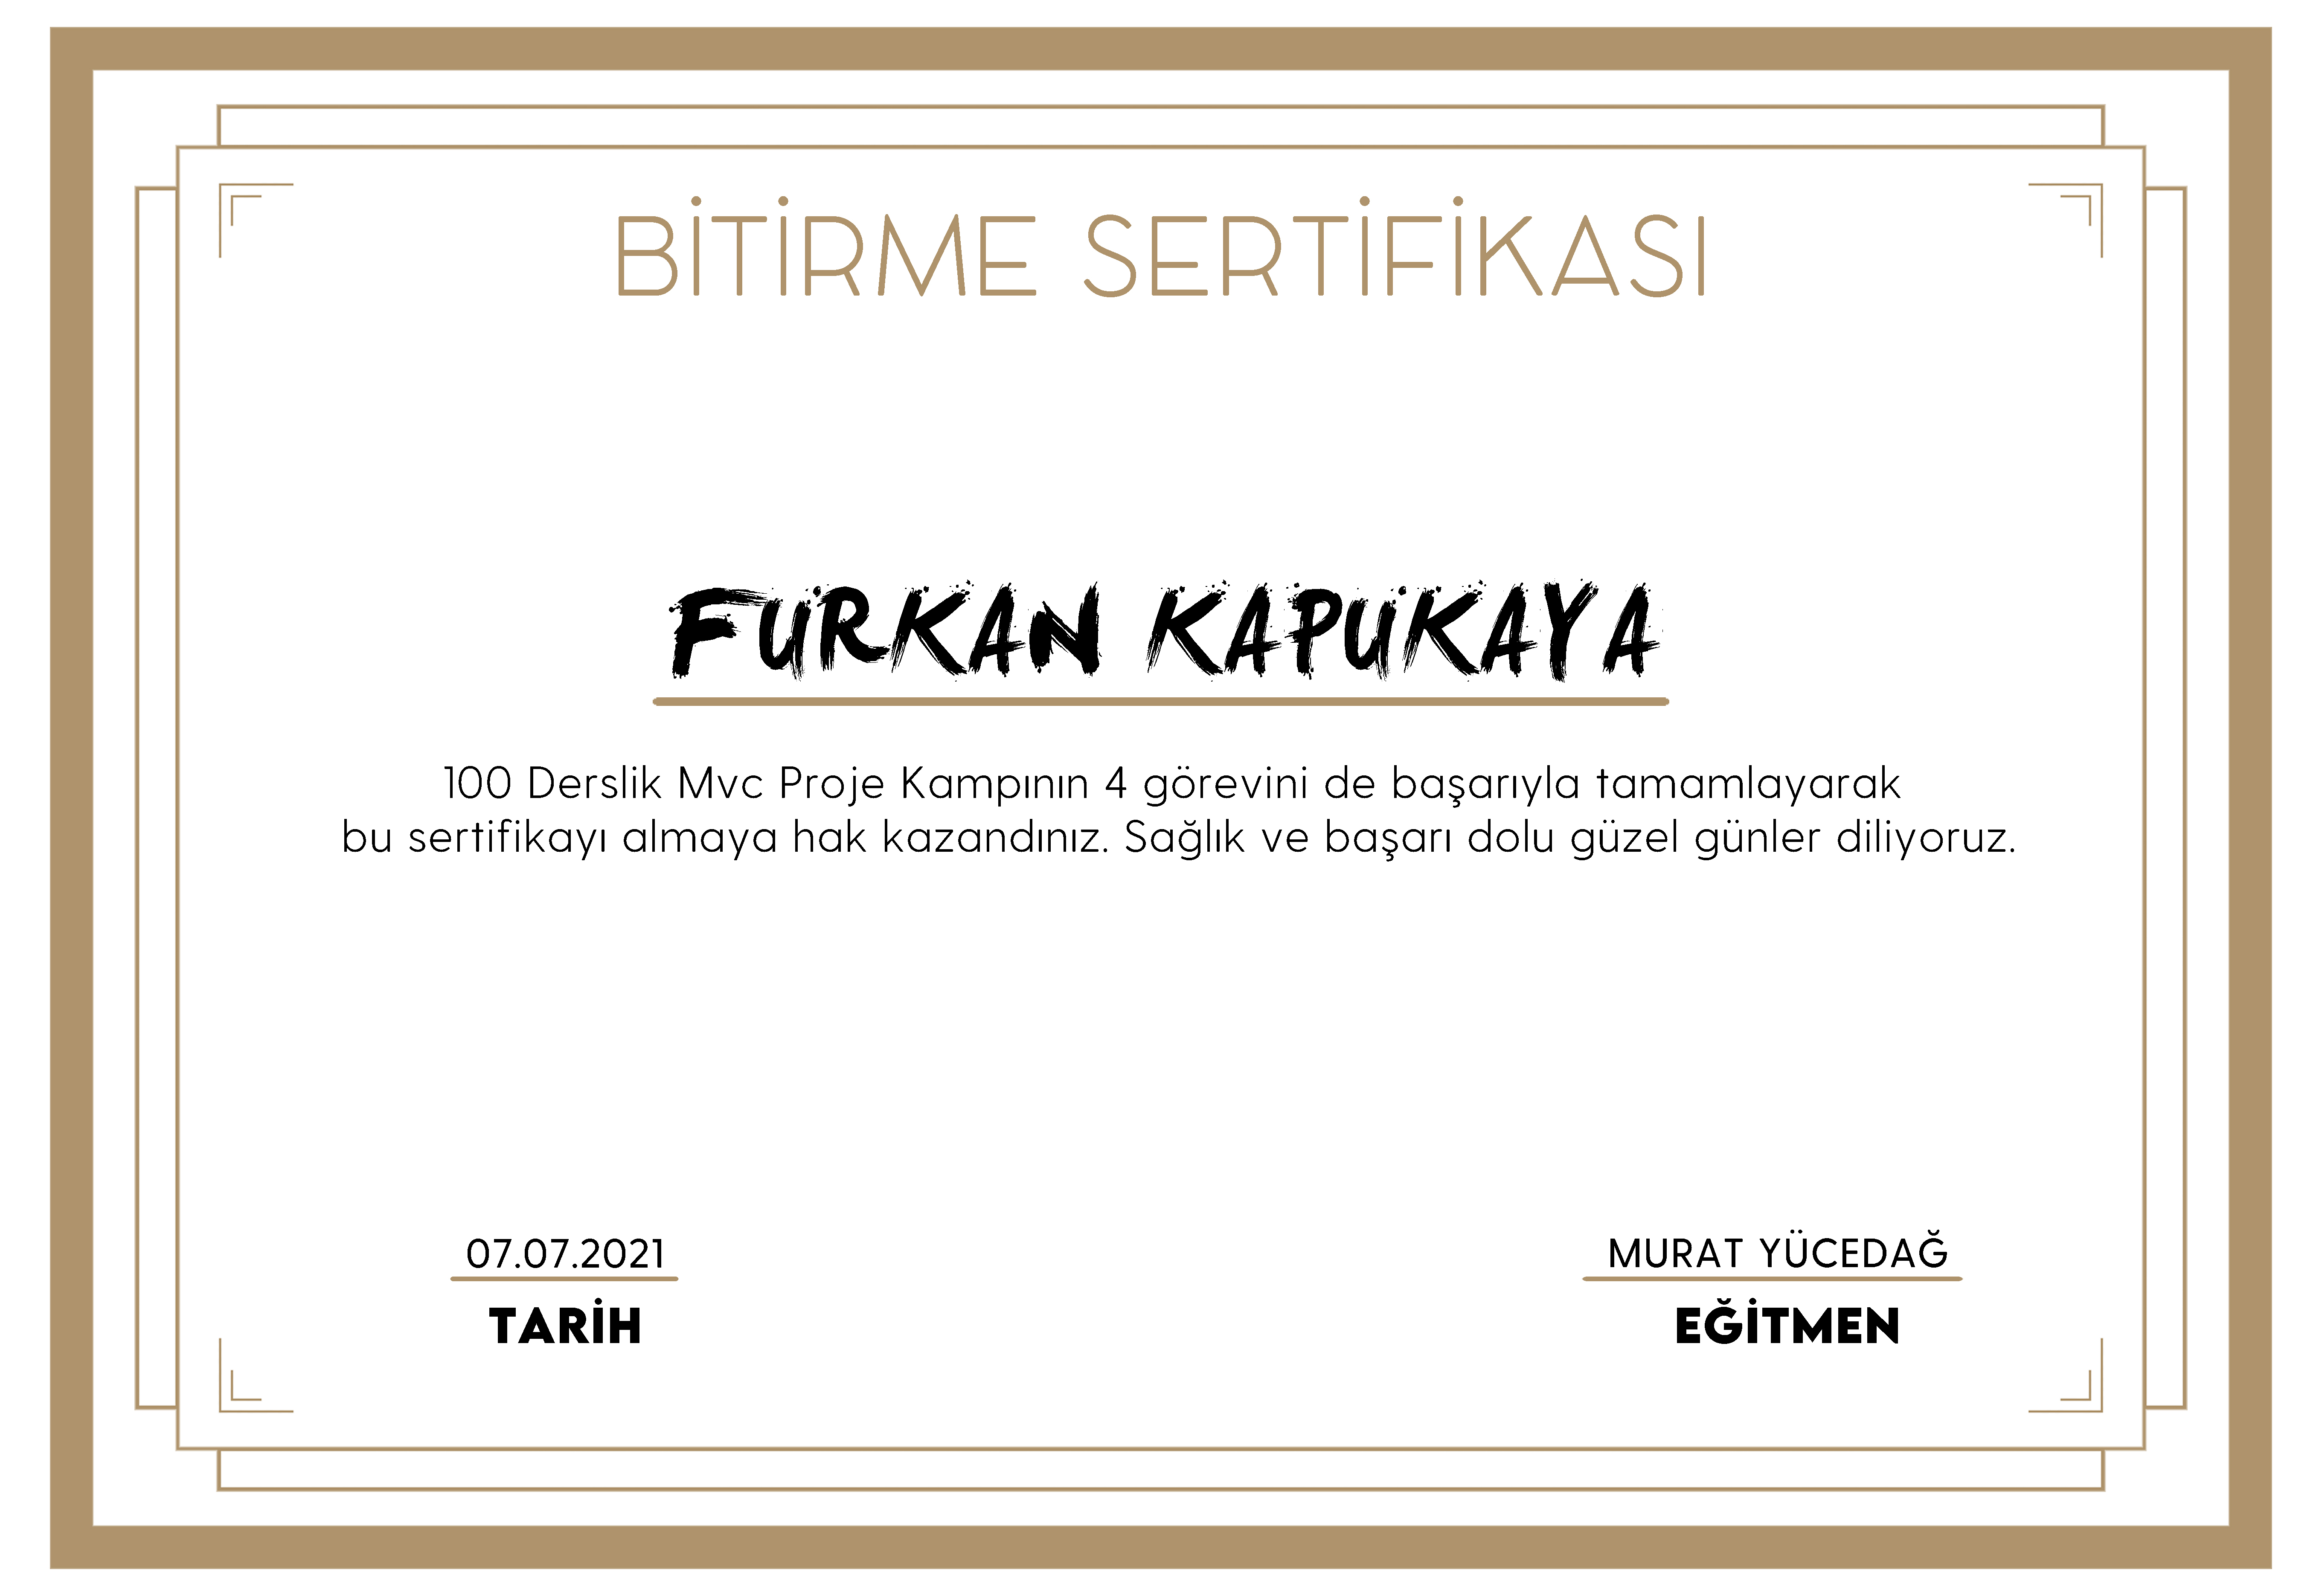 BİTİRME SERTİFİKASI
FURKAN KAPUKAYA
100 Derslik Mvc Proje Kampının 4 görevini de başarıyla tamamlayarak
bu sertifikayı almaya hak kazandınız. Sağlık ve başarı dolu güzel günler diliyoruz.
07.07.2021
TARİH
MURAT YÜCEDAĞ
EĞİTMEN